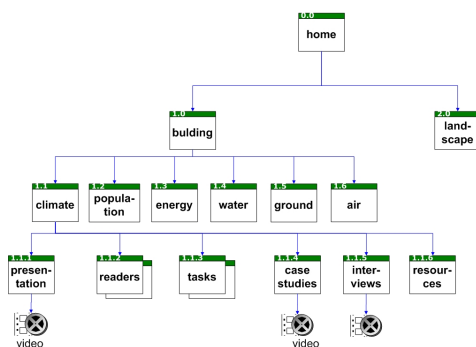 0.0
home
1.0
bulding
2.0
land-
scape
1.1
climate
1.2
popula-
tion
1.3
energy
1.4
water
1.5
ground
1.6
air
1.1.1
presen-
tation
1.1.2
readers
1.1.3
tasks
1.1.4
case
studies
1.1.5
inter-
views
1.1.6
resour-
ces
video
video